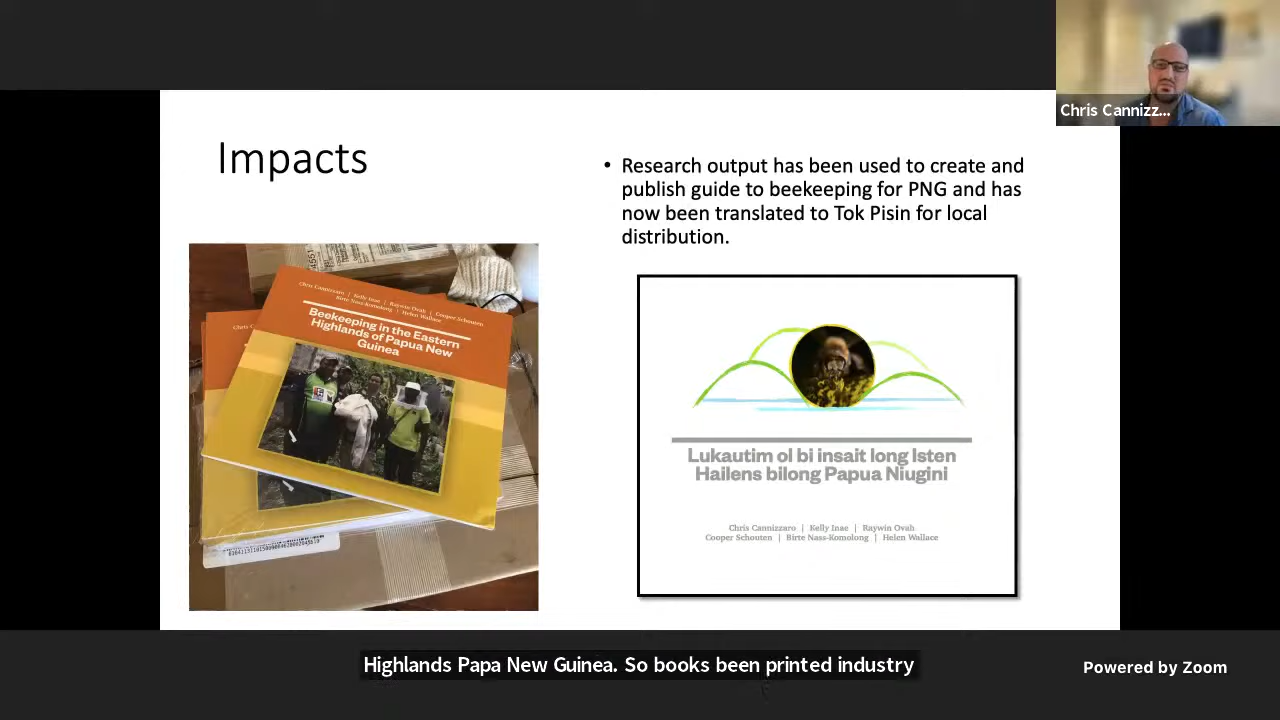 Chris Cannizz...
Impacts
• Research output has been used to create and
publish guide to beekeeping for PNG and has
now been translated to Tok Pisin for local
distribution.
Chris Cannizzaro | Kelly Inae | Raywin Ovah | Cooper Schouten
Birte Nass-Komolong | Helen Wallace
Beekeeping in the Eastern
Highlands of Papua New
Guinea
Chris C
Lukautim ol bi insait long Isten
Hailens bilong Papua Niugini
Chris Cannizzaro | Kelly Inae | Raywin Ovah
Cooper Schouten | Birte Nass-Komolong | Helen Wallace
Highlands Papa New Guinea. So books been printed industry
Powered by Zoom